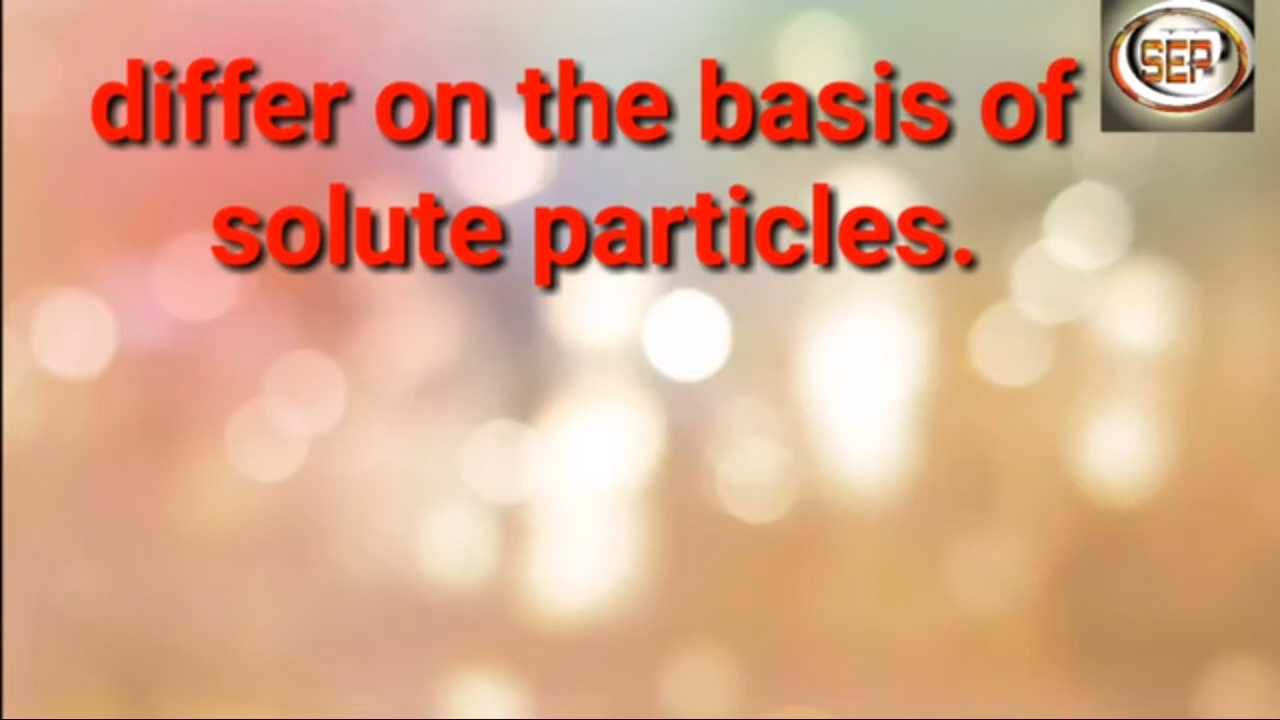 differ on the basis of
solute particles.
SEP